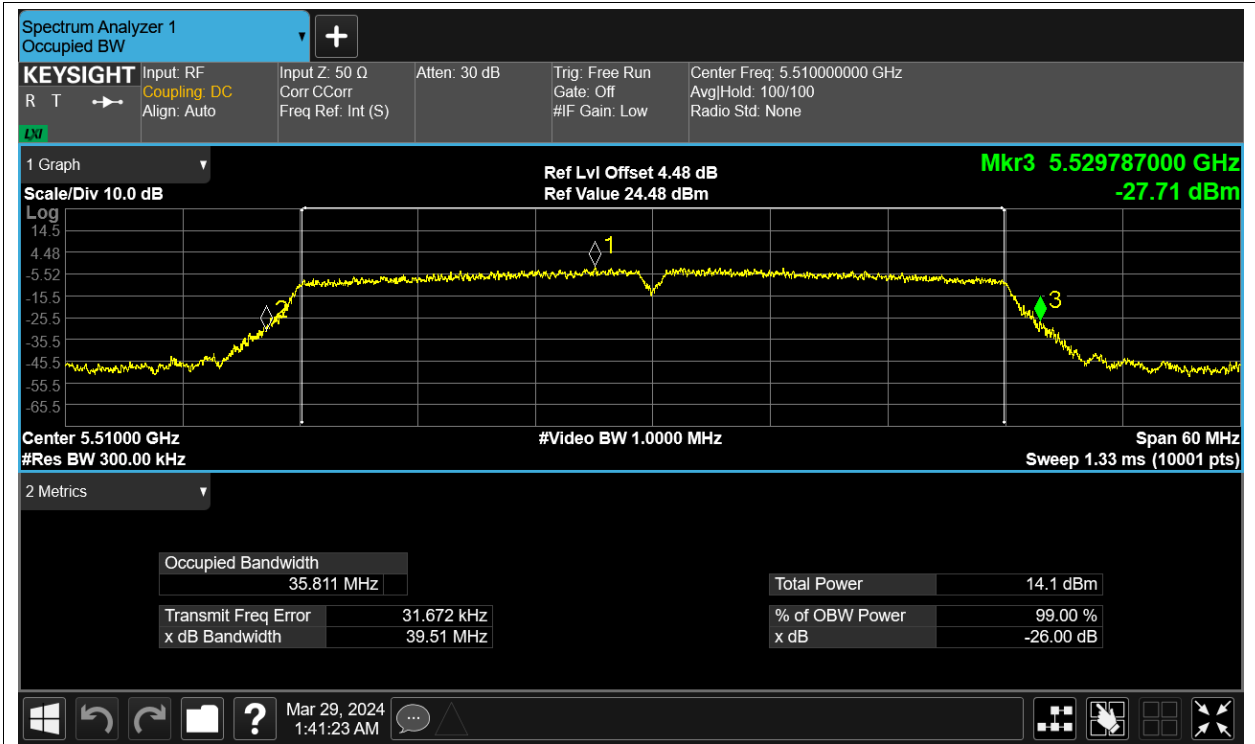 Spectrum Analyzer 1
Occupied BW
KEYSIGHT
R T
LXI
Input: RF
Coupling: DC
Align: Auto
Input Z: 50 Ω
Corr CCorr
Freq Ref: Int (S)
Atten: 30 dB
Trig: Free Run
Gate: Off
#IF Gain: Low
Center Freq: 5.510000000 GHz
Avg|Hold: 100/100
Radio Std: None
1 Graph
Scale/Div 10.0 dB
Ref Lvl Offset 4.48 dB
Ref Value 24.48 dBm
Mkr3 5.529787000 GHz
-27.71 dBm
Log
14.5
4.48
-5.52
-15.5
-25.5
-35.5
-45.5
-55.5
-65.5
1
2
3
Center 5.51000 GHz
#Video BW 1.0000 MHz
Span 60 MHz
#Res BW 300.00 kHz
Sweep 1.33 ms (10001 pts)
2 Metrics
Occupied Bandwidth
35.811 MHz
Total Power 14.1 dBm
Transmit Freq Error 31.672 kHz
% of OBW Power 99.00 %
x dB Bandwidth 39.51 MHz
x dB -26.00 dB
?
Mar 29, 2024
1:41:23 AM